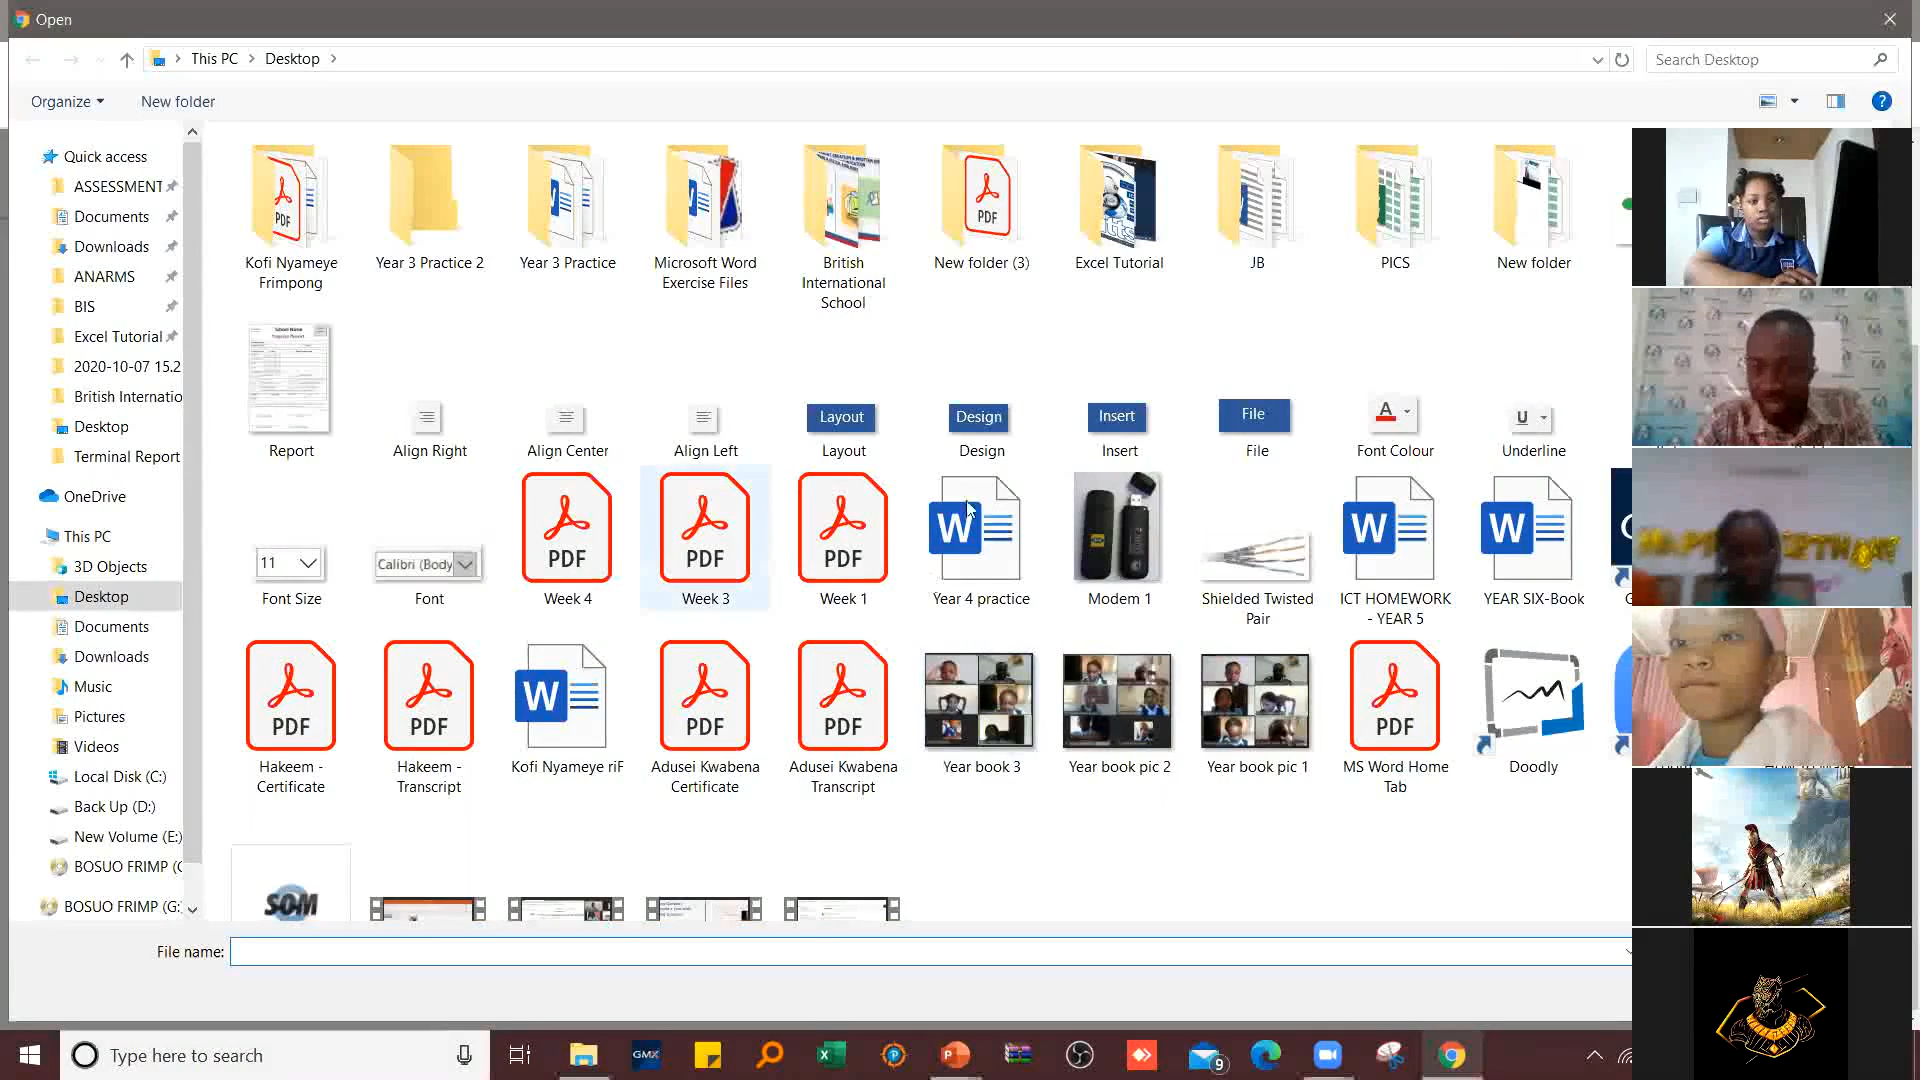 Open
This PC
Desktop
Search Desktop
Organize
New folder
Quick access
ASSESSMENT
Documents
Downloads
ANARMS
BIS
Excel Tutorial
2020-10-07 15.2
British Internatio
Desktop
Terminal Report
OneDrive
This PC
3D Objects
Desktop
Documents
Downloads
Music
Pictures
Videos
Local Disk (C:)
Back Up (D:)
New Volume (E:)
BOSUO FRIMP (
BOSUO FRIMP (G:
PDF
Kofi Nyameye
Frimpong
Year 3 Practice 2
Year 3 Practice
Microsoft Word
Exercise Files
British
International
School
PDF
New folder (3)
Excel Tutorial
JB
PICS
New folder
Report
Align Right
Align Center
Align Left
Layout
Layout
Design
Design
Insert
Insert
File
File
A
Font Colour
U
Underline
11
Font Size
Calibri (Body
Font
PDF
Week 4
PDF
Week 3
PDF
Week 1
W
Year 4 practice
Modem 1
Shielded Twisted
Pair
W
ICT HOMEWORK
- YEAR 5
W
YEAR SIX-Book
PDF
Hakeem -
Certificate
PDF
Hakeem -
Transcript
W
Kofi Nyameye riF
PDF
Adusei Kwabena
Certificate
PDF
Adusei Kwabena
Transcript
Year book 3
Year book pic 2
Year book pic 1
PDF
MS Word Home
Tab
Doodly
SOM
File name:
Type here to search
GMX
9